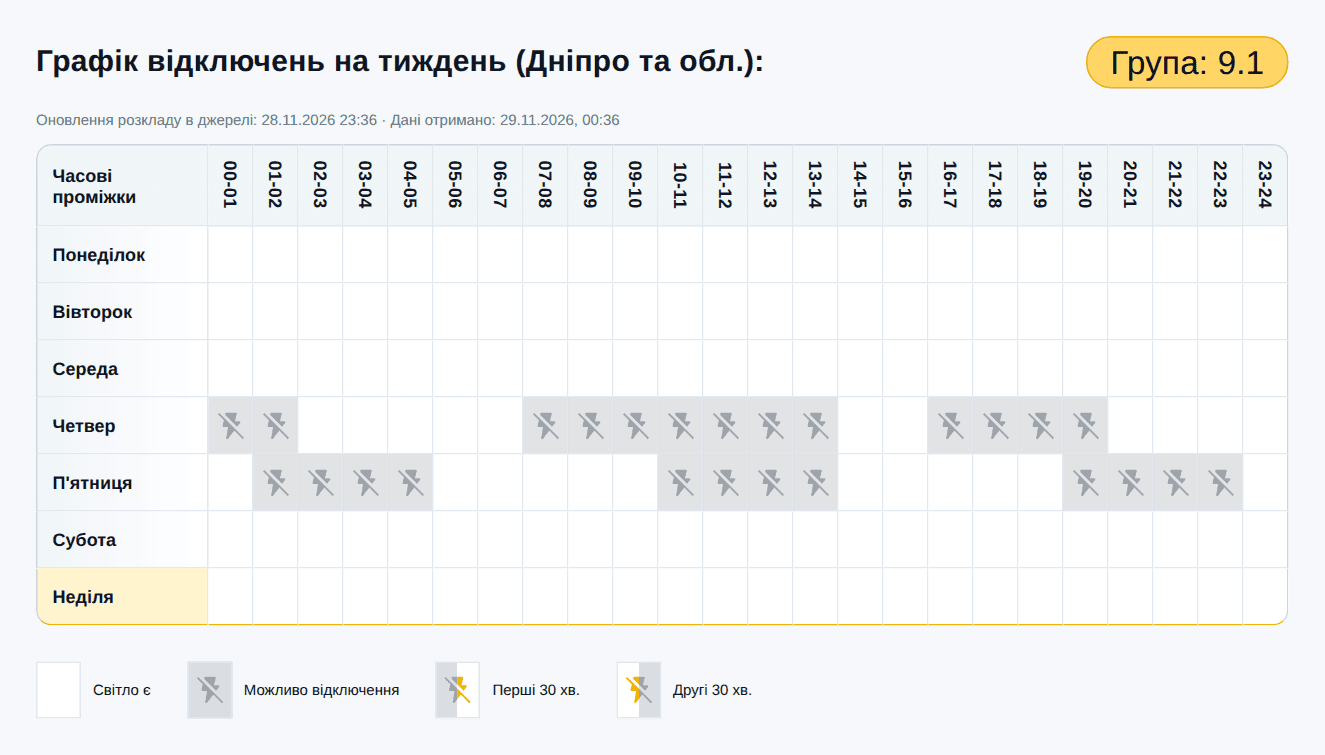 Графік відключень на тиждень (Дніпро та обл.):
Група: 9.1
Оновлення розкладу в джерелі: 28.11.2026 23:36 · Дані отримано: 29.11.2026, 00:36
Часові
проміжки
00-01 01-02 02-03 03-04 04-05 05-06 06-07 07-08 08-09 09-10 10-11 11-12 12-13 13-14 14-15 15-16 16-17 17-18 18-19 19-20 20-21 21-22 22-23 23-24
Понеділок
Вівторок
Середа
Четвер
П'ятниця
Субота
Неділя
Світло є
Можливо відключення
Перші 30 хв.
Другі 30 хв.